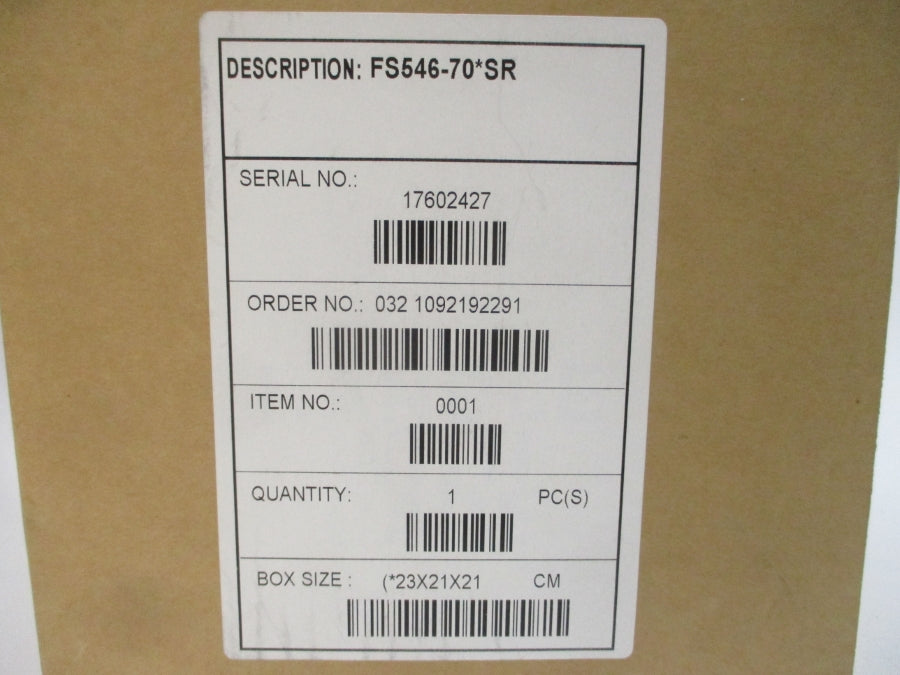 DESCRIPTION: FS546-70*SR
SERIAL NO.:
17602427
ORDER NO.: 032 1092192291
ITEM NO.: 0001
QUANTITY: 1 PC(S)
BOX SIZE : (*23X21X21 CM